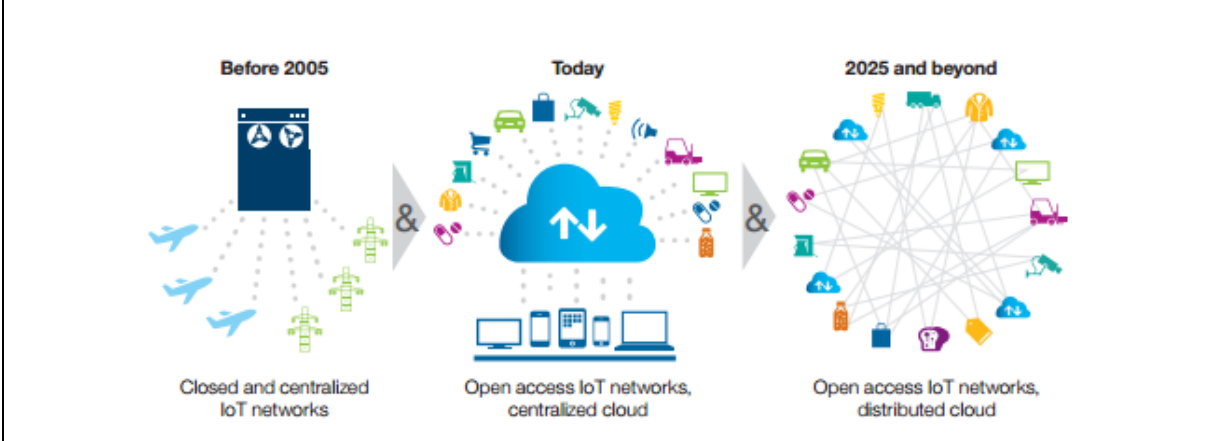 Before 2005
Today
2025 and beyond
&
&
Closed and centralized
IoT networks
Open access IoT networks,
centralized cloud
Open access IoT networks,
distributed cloud